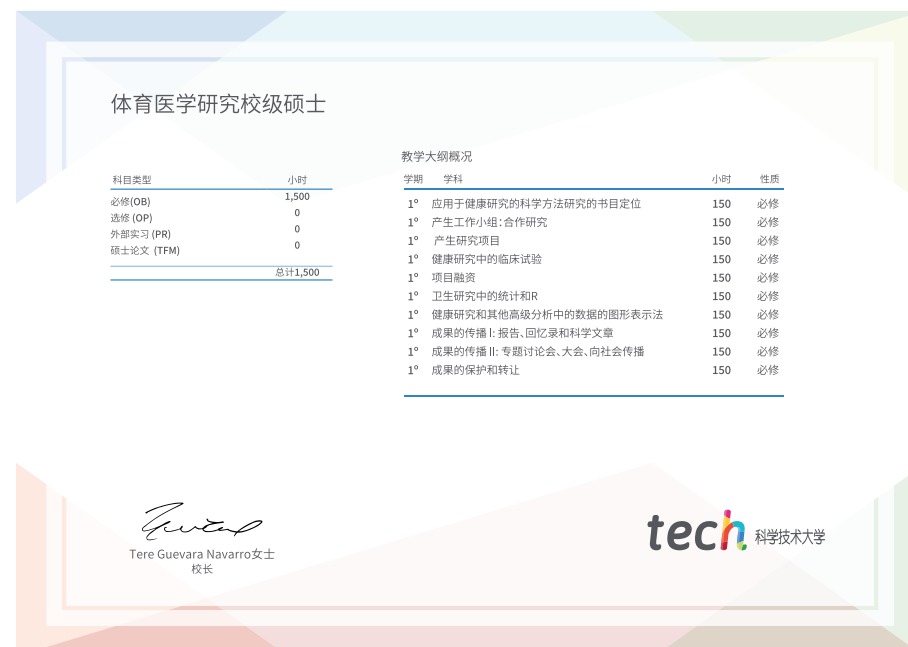 体育医学研究校级硕士
科目类型 小时
必修(OB) 1,500
选修 (OP) 0
外部实习 (PR) 0
硕士论文 (TFM) 0
总计1,500
教学大纲概况
学期 学科 小时 性质
1º 应用于健康研究的科学方法研究的书目定位 150 必修
1º 产生工作小组:合作研究 150 必修
1º 产生研究项目 150 必修
1º 健康研究中的临床试验 150 必修
1º 项目融资 150 必修
1º 卫生研究中的统计和R 150 必修
1º 健康研究和其他高级分析中的数据的图形表示法 150 必修
1º 成果的传播 I: 报告、回忆录和科学文章 150 必修
1º 成果的传播 II: 专题讨论会、大会、向社会传播 150 必修
1º 成果的保护和转让 150 必修
Tere Guevara Navarro女士
校长
tech 科学技术大学